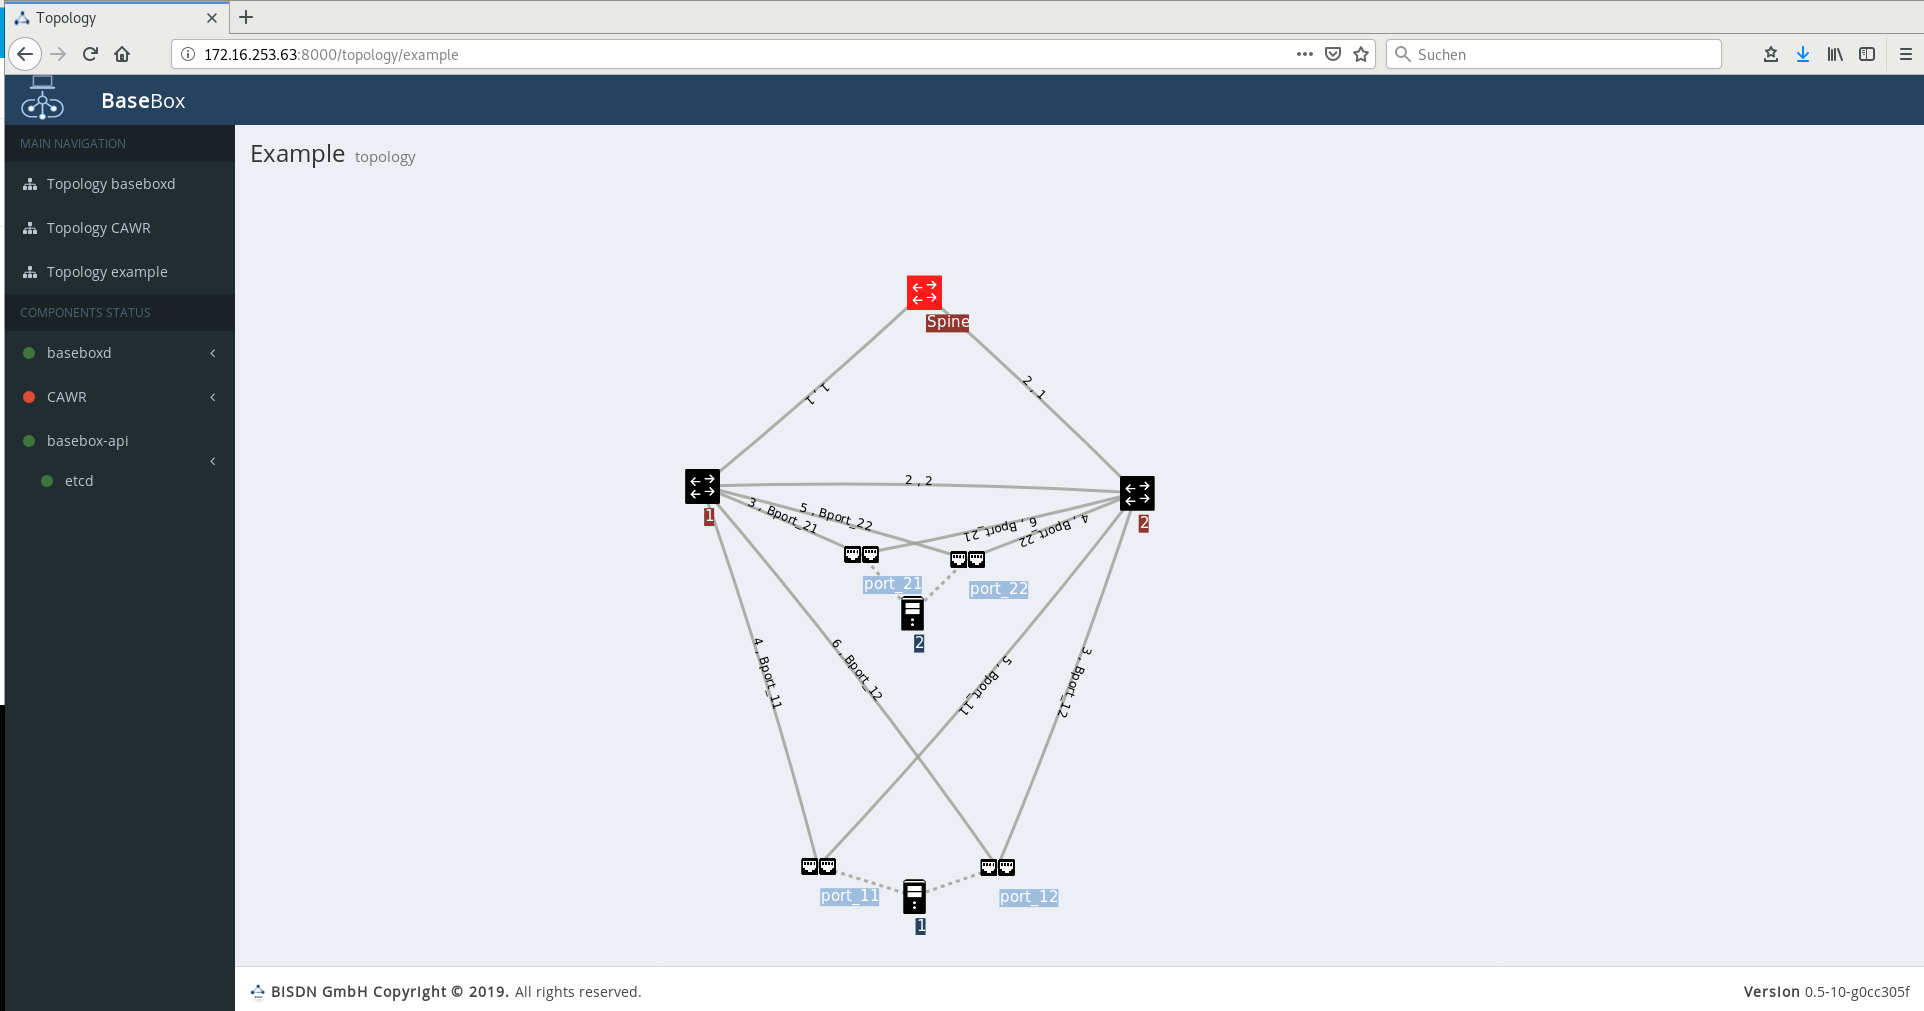 Topology
172.16.253.63:8000/topology/example
Suchen
BaseBox
MAIN NAVIGATION
Topology baseboxd
Topology CAWR
Topology example
COMPONENTS STATUS
baseboxd
CAWR
basebox-api
etcd
Example topology
Spine
1 , 1
2 , 1
2 , 2
1
2
3 , Bport_21
5 , Bport_22
6 , Bport_21
4 , Bport_22
port_21
port_22
2
4 , Bport_11
6 , Bport_12
5 , Bport_11
3 , Bport_12
port_11
port_12
1
BISDN GmbH Copyright © 2019. All rights reserved.
Version 0.5-10-g0cc305f